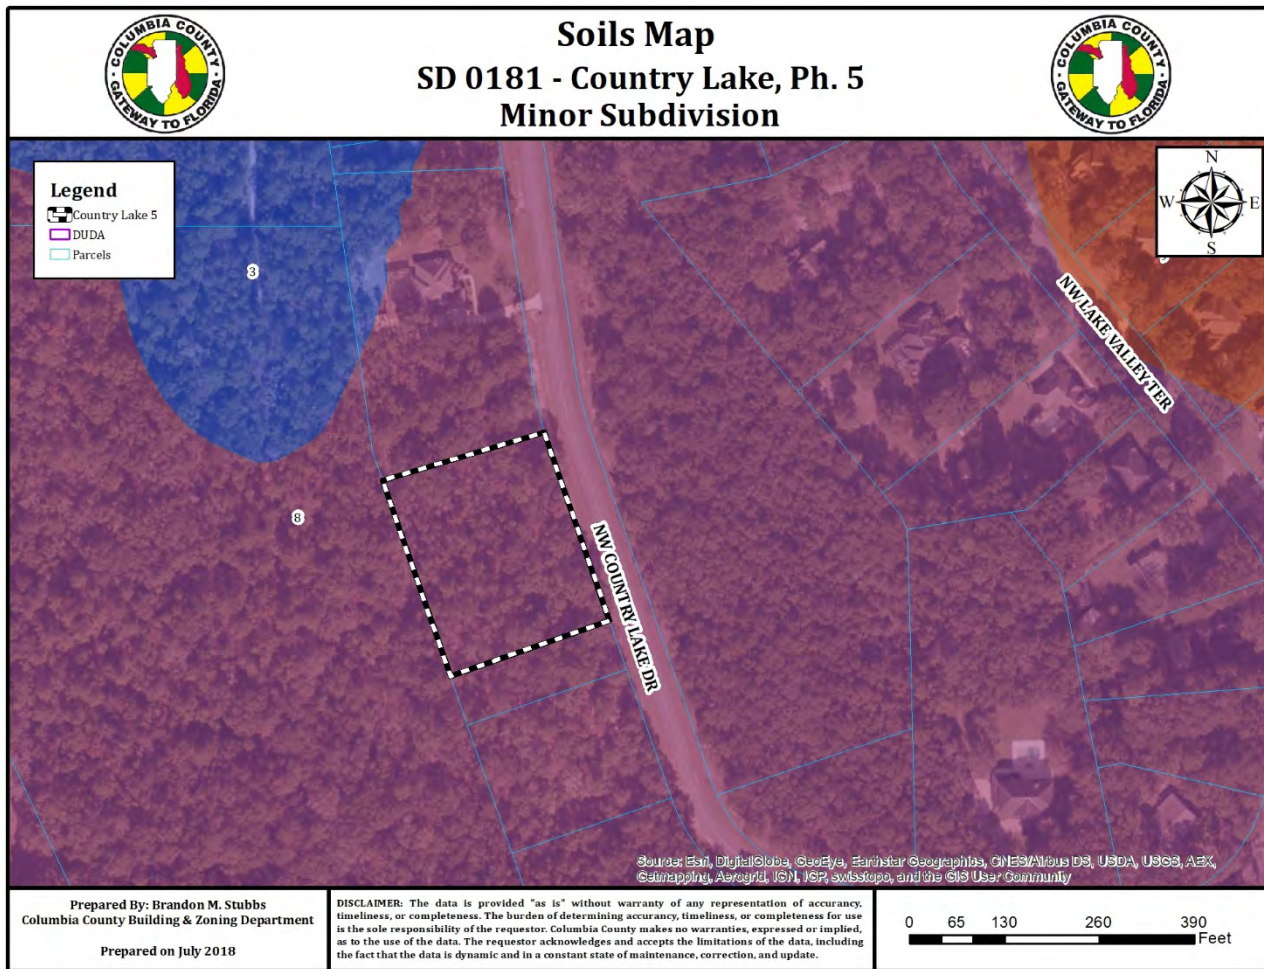 COLUMBIA COUNTY
GATEWAY TO FLORIDA
Soils Map
SD 0181 - Country Lake, Ph. 5
Minor Subdivision
COLUMBIA COUNTY
GATEWAY TO FLORIDA
Legend
Country Lake 5
DUDA
Parcels
N
W E
S
3
8
NW LAKE VALLEY TER
NW COUNTRY LAKE DR
Source: Esri, DigitalGlobe, GeoEye, Earthstar Geographics, CNES/Airbus DS, USDA, USGS, AEX,
Getmapping, Aerogrid, IGN, IGP, swisstopo, and the GIS User Community
Prepared By: Brandon M. Stubbs
Columbia County Building & Zoning Department
Prepared on July 2018
DISCLAIMER: The data is provided "as is" without warranty of any representation of accuracy,
timeliness, or completeness. The burden of determining accuracy, timeliness, or completeness for use
is the sole responsibility of the requestor. Columbia County makes no warranties, expressed or implied,
as to the use of the data. The requestor acknowledges and accepts the limitations of the data, including
the fact that the data is dynamic and in a constant state of maintenance, correction, and update.
0 65 130 260 390
Feet